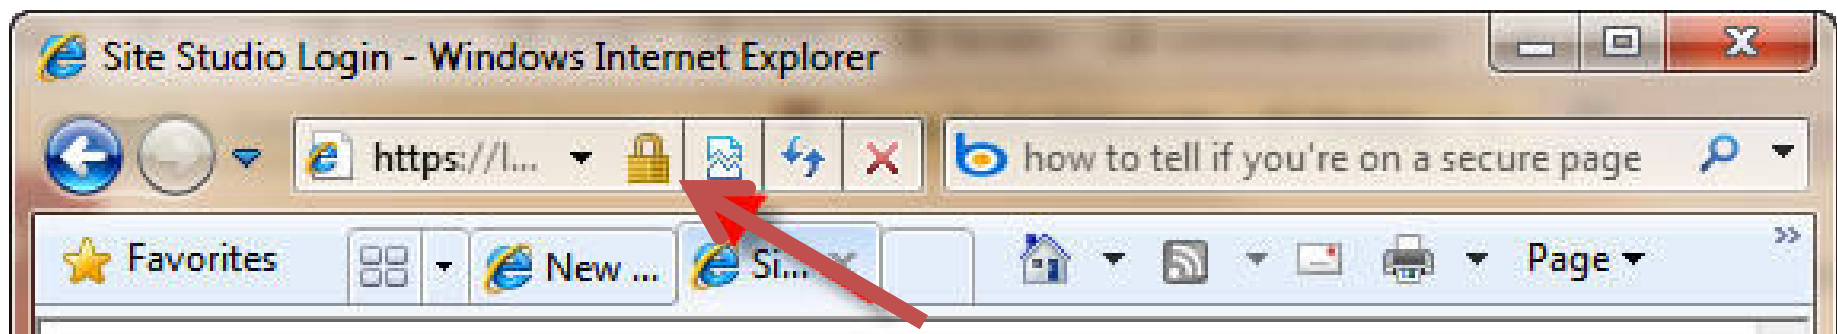 Site Studio Login - Windows Internet Explorer
https://l... how to tell if you're on a secure page
Favorites New ... Si... Page